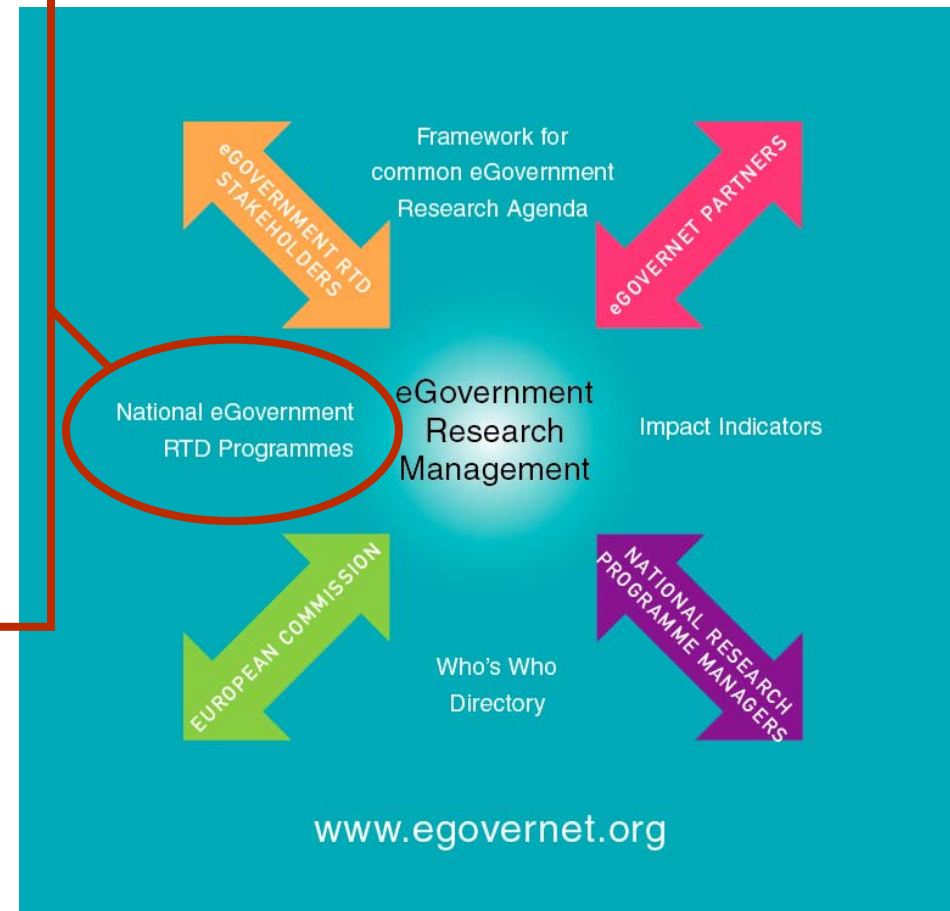 eGOVERNMENT RTD
STAKEHOLDERS
Framework for
common eGovernment
Research Agenda
eGOVERNET PARTNERS
National eGovernment
RTD Programmes
eGovernment
Research
Management
Impact Indicators
EUROPEAN COMMISSION
Who's Who
Directory
NATIONAL RESEARCH
PROGRAMME MANAGERS
www.egovernet.org